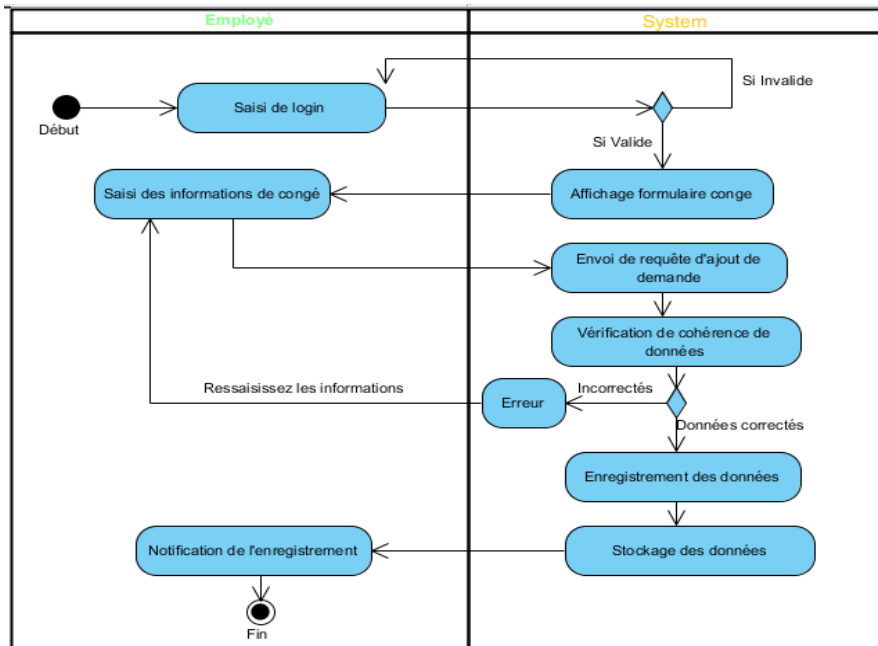 Employé
System
Si Invalide
Saisi de login
Début
Si Valide
Saisi des informations de congé
Affichage formulaire conge
Envoi de requête d'ajout de
demande
Vérification de cohérence de
données
Ressaisissez les informations
Incorrectés
Erreur
Données correctés
Enregistrement des données
Notification de l'enregistrement
Stockage des données
Fin